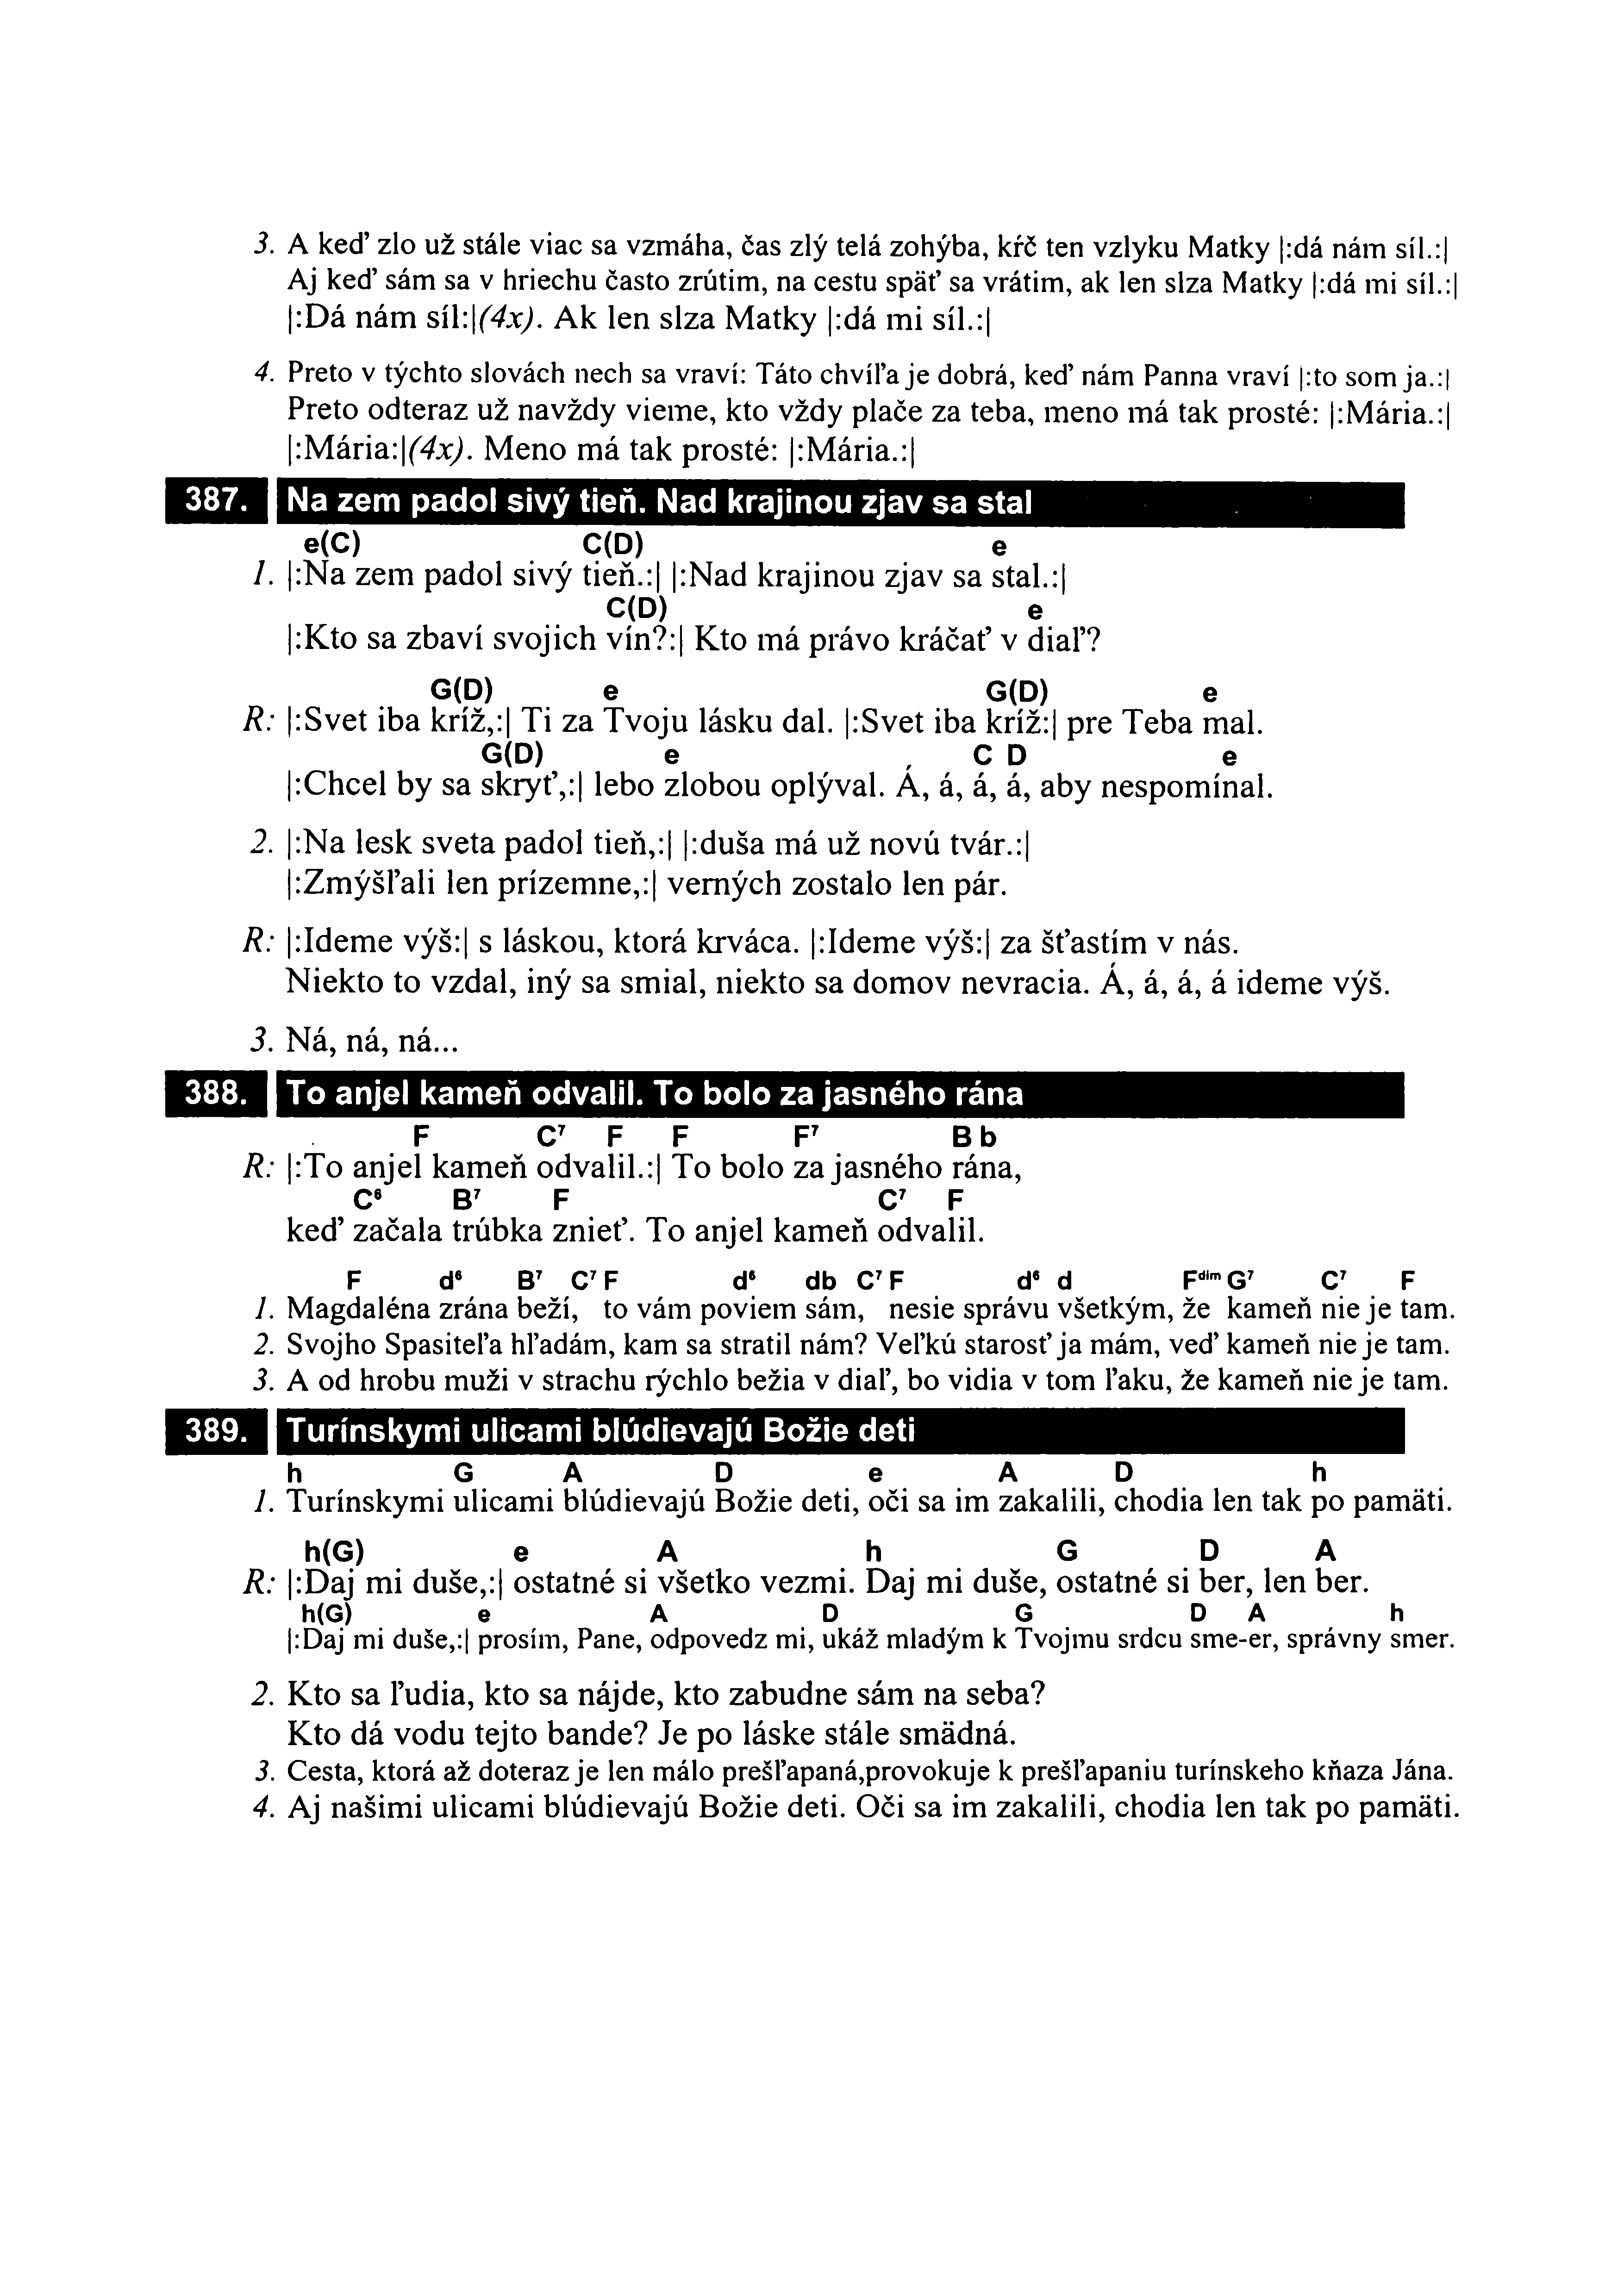 3. A keď zlo už stále viac sa vzmáha, čas zlý telá zohýba, kŕč ten vzlyku Matky |:dá nám síl.:|
Aj keď sám sa v hriechu často zrútim, na cestu späť sa vrátim, ak len slza Matky |:dá mi síl.:|
|:Dá nám síl:|(4x). Ak len slza Matky |:dá mi síl.:|
4. Preto v týchto slovách nech sa vraví: Táto chvíľa je dobrá, keď nám Panna vraví |:to som ja.:|
Preto odteraz už navždy vieme, kto vždy plače za teba, meno má tak prosté: |:Mária.:|
|:Mária:|(4x). Meno má tak prosté: |:Mária.:|
387. Na zem padol sivý tieň. Nad krajinou zjav sa stal
e(C) C(D) e
1. |:Na zem padol sivý tieň.:| |:Nad krajinou zjav sa stal.:|
C(D) e
|:Kto sa zbaví svojich vín?:| Kto má právo kráčať v diaľ?
G(D) e G(D) e
R: |:Svet iba kríž,:| Ti za Tvoju lásku dal. |:Svet iba kríž:| pre Teba mal.
G(D) e C D e
|:Chcel by sa skryť,:| lebo zlobou oplýval. Á, á, á, á, aby nespomínal.
2. |:Na lesk sveta padol tieň,:| |:duša má už novú tvár.:|
|:Zmýšľali len prízemne,:| verných zostalo len pár.
R: |:Ideme výš:| s láskou, ktorá krváca. |:Ideme výš:| za šťastím v nás.
Niekto to vzdal, iný sa smial, niekto sa domov nevracia. Á, á, á, á ideme výš.
3. Ná, ná, ná...
388. To anjel kameň odvalil. To bolo za jasného rána
F C⁷ F F F⁷ B b
R: |:To anjel kameň odvalil.:| To bolo za jasného rána,
C⁶ B⁷ F C⁷ F
keď začala trúbka znieť. To anjel kameň odvalil.
F d⁶ B⁷ C⁷ F d⁶ db C⁷ F d⁶ d Fdim G⁷ C⁷ F
1. Magdaléna zrána beží, to vám poviem sám, nesie správu všetkým, že kameň nie je tam.
2. Svojho Spasiteľa hľadám, kam sa stratil nám? Veľkú starosť ja mám, veď kameň nie je tam.
3. A od hrobu muži v strachu rýchlo bežia v diaľ, bo vidia v tom ľaku, že kameň nie je tam.
389. Turínskymi ulicami blúdievajú Božie deti
h G A D e A D h
1. Turínskymi ulicami blúdievajú Božie deti, oči sa im zakalili, chodia len tak po pamäti.
h(G) e A h G D A
R: |:Daj mi duše,:| ostatné si všetko vezmi. Daj mi duše, ostatné si ber, len ber.
h(G) e A D G D A h
|:Daj mi duše,:| prosím, Pane, odpovedz mi, ukáž mladým k Tvojmu srdcu sme-er, správny smer.
2. Kto sa ľudia, kto sa nájde, kto zabudne sám na seba?
Kto dá vodu tejto bande? Je po láske stále smädná.
3. Cesta, ktorá až doteraz je len málo prešľapaná,provokuje k prešľapaniu turínskeho kňaza Jána.
4. Aj našimi ulicami blúdievajú Božie deti. Oči sa im zakalili, chodia len tak po pamäti.